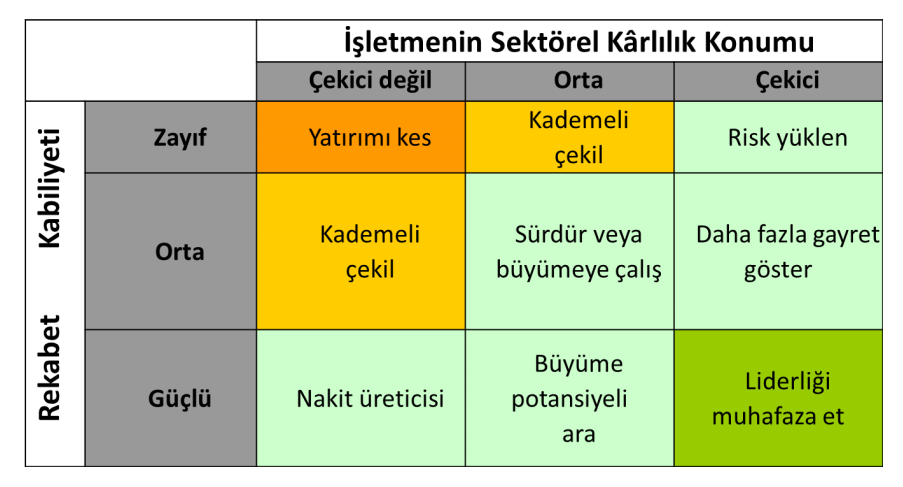 İşletmenin Sektörel Kârlılık Konumu
Çekici değil
Orta
Çekici
Rekabet Kabiliyeti
Zayıf
Yatırımı kes
Kademeli
çekil
Risk yüklen
Orta
Kademeli
çekil
Sürdür veya
büyümeye çalış
Daha fazla gayret
göster
Güçlü
Nakit üreticisi
Büyüme
potansiyeli
ara
Liderliği
muhafaza et